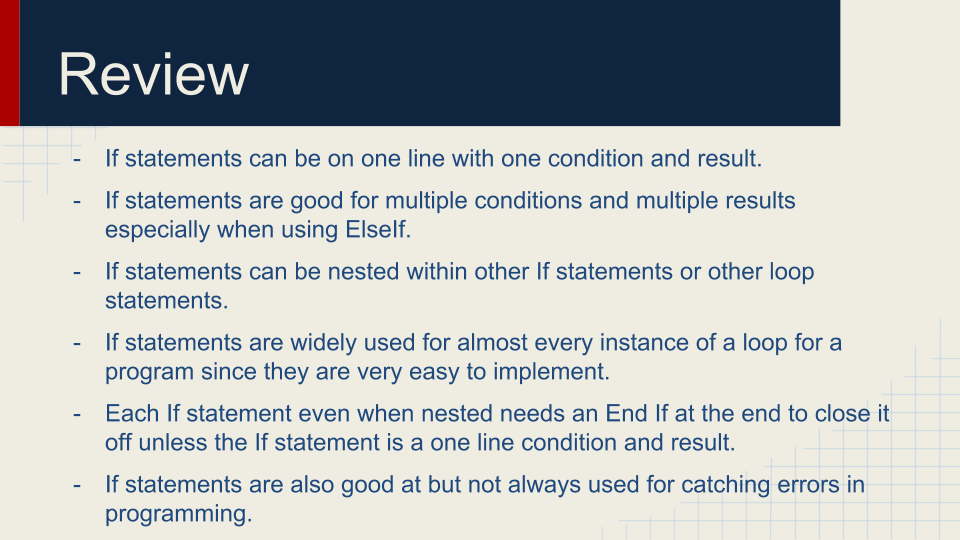 Review
- If statements can be on one line with one condition and result.
- If statements are good for multiple conditions and multiple results
especially when using ElseIf.
- If statements can be nested within other If statements or other loop
statements.
- If statements are widely used for almost every instance of a loop for a
program since they are very easy to implement.
- Each If statement even when nested needs an End If at the end to close it
off unless the If statement is a one line condition and result.
- If statements are also good at but not always used for catching errors in
programming.